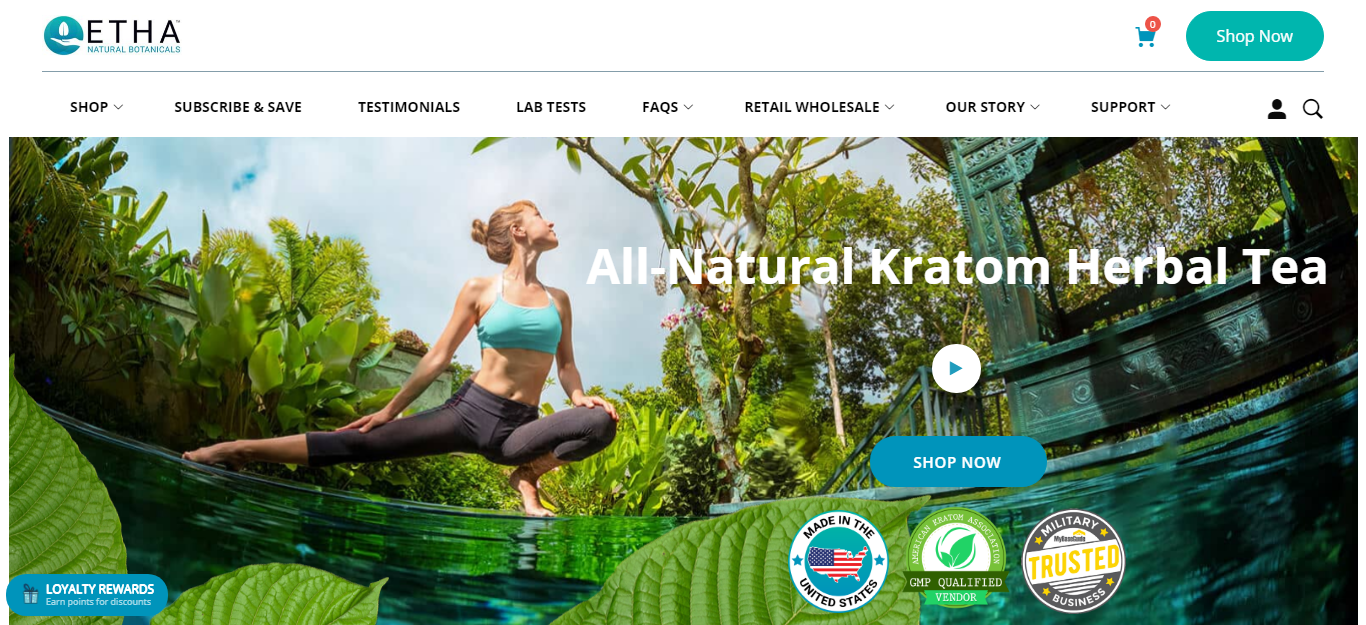 ETHA™
NATURAL BOTANICALS
0
Shop Now
SHOP
SUBSCRIBE & SAVE
TESTIMONIALS
LAB TESTS
FAQS
RETAIL WHOLESALE
OUR STORY
SUPPORT
All-Natural Kratom Herbal Tea
SHOP NOW
MADE IN THE
UNITED STATES
AMERICAN KRATOM ASSOCIATION
GMP QUALIFIED
VENDOR
MILITARY
MyBaseGuide
TRUSTED
BUSINESS
LOYALTY REWARDS
Earn points for discounts